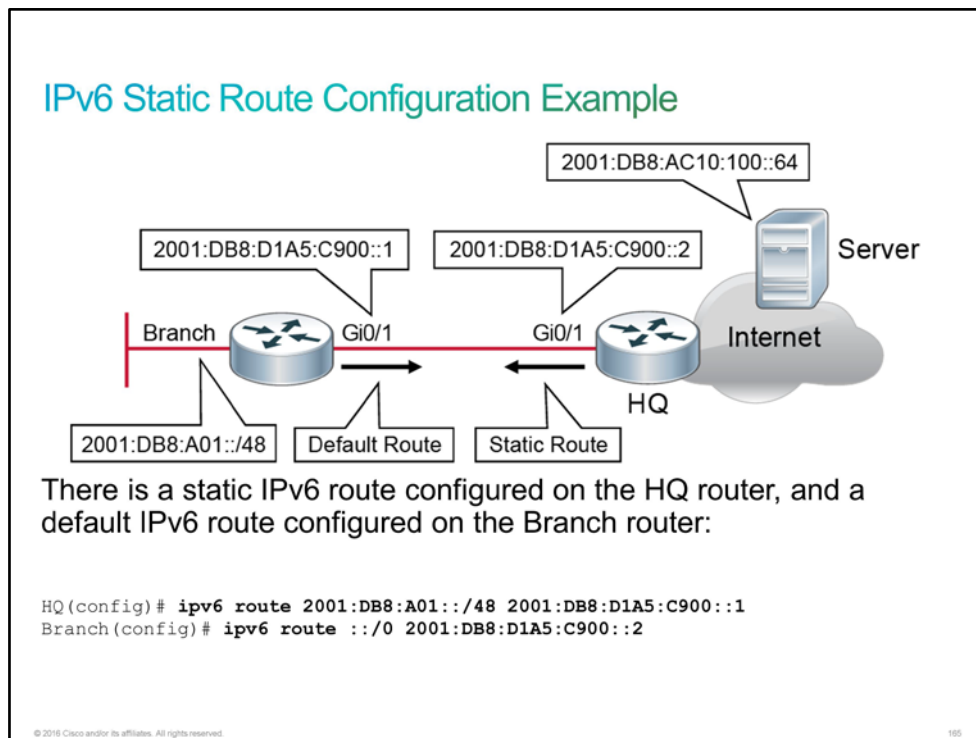 IPv6 Static Route Configuration Example
2001:DB8:AC10:100::64
2001:DB8:D1A5:C900::1
2001:DB8:D1A5:C900::2
Server
Branch
Gi0/1
Gi0/1
Internet
HQ
2001:DB8:A01::/48
Default Route
Static Route
There is a static IPv6 route configured on the HQ router, and a
default IPv6 route configured on the Branch router:
HQ(config)# ipv6 route 2001:DB8:A01::/48 2001:DB8:D1A5:C900::1
Branch(config)# ipv6 route ::/0 2001:DB8:D1A5:C900::2
© 2016 Cisco and/or its affiliates. All rights reserved.
165